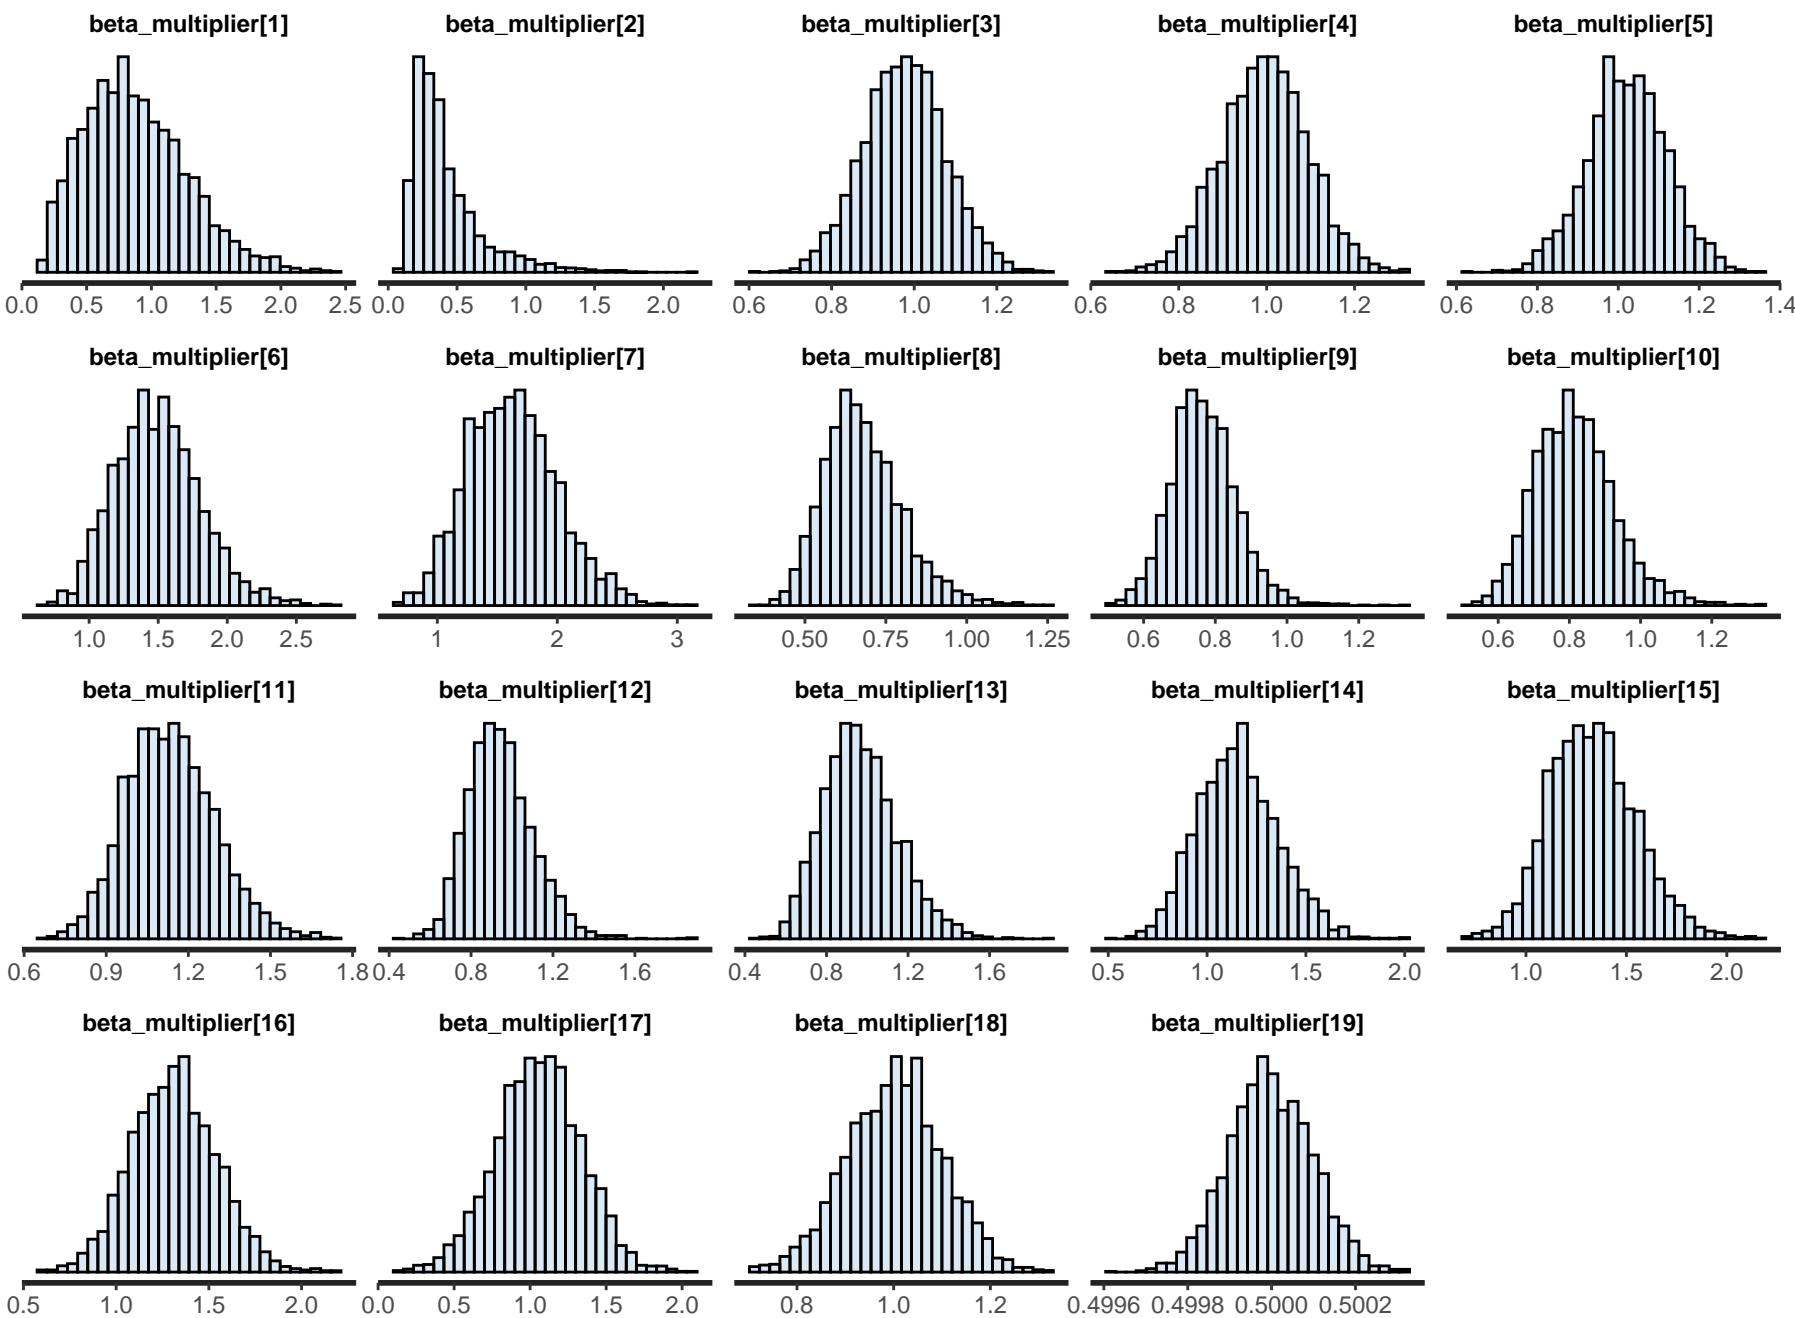 beta_multiplier[1] beta_multiplier[2] beta_multiplier[3] beta_multiplier[4] beta_multiplier[5]
0.0 0.5 1.0 1.5 2.0 2.5 0.0 0.5 1.0 1.5 2.0 0.6 0.8 1.0 1.2 0.6 0.8 1.0 1.2 0.6 0.8 1.0 1.2 1.4
beta_multiplier[6] beta_multiplier[7] beta_multiplier[8] beta_multiplier[9] beta_multiplier[10]
1.0 1.5 2.0 2.5 1 2 3 0.50 0.75 1.00 1.25 0.6 0.8 1.0 1.2 0.6 0.8 1.0 1.2
beta_multiplier[11] beta_multiplier[12] beta_multiplier[13] beta_multiplier[14] beta_multiplier[15]
0.6 0.9 1.2 1.5 1.8 0.4 0.8 1.2 1.6 0.4 0.8 1.2 1.6 0.5 1.0 1.5 2.0 1.0 1.5 2.0
beta_multiplier[16] beta_multiplier[17] beta_multiplier[18] beta_multiplier[19]
0.5 1.0 1.5 2.0 0.0 0.5 1.0 1.5 2.0 0.8 1.0 1.2 0.4996 0.4998 0.5000 0.5002